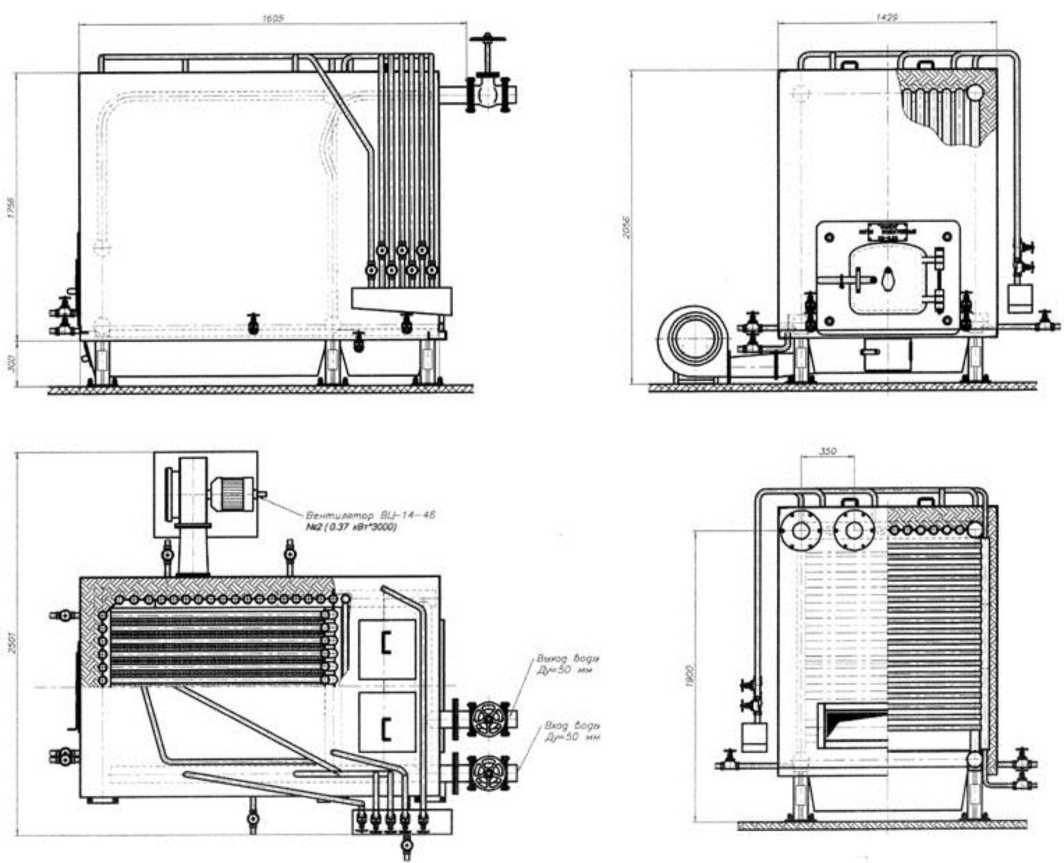 1605
1429
1756
2056
300
350
Вентилятор ВЦ-14-46
№2 ( 0.37 кВт*3000)
2501
1900
Выход воды
Ду=50 мм
Вход воды
Ду=50 мм